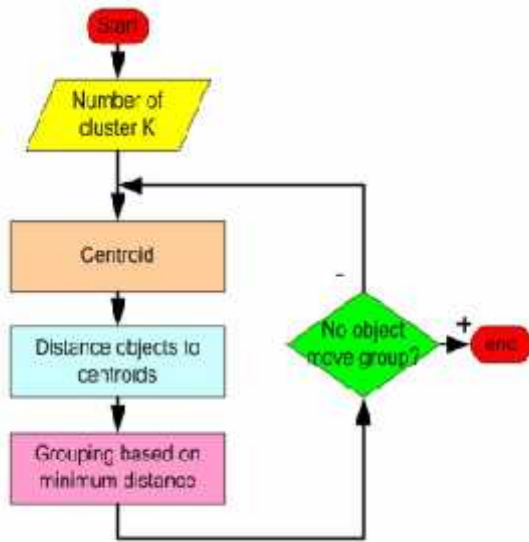 Start
Number of
cluster K
Centroid
Distance objects to
centroids
Grouping based on
minimum distance
-
No object
move group?
+
end